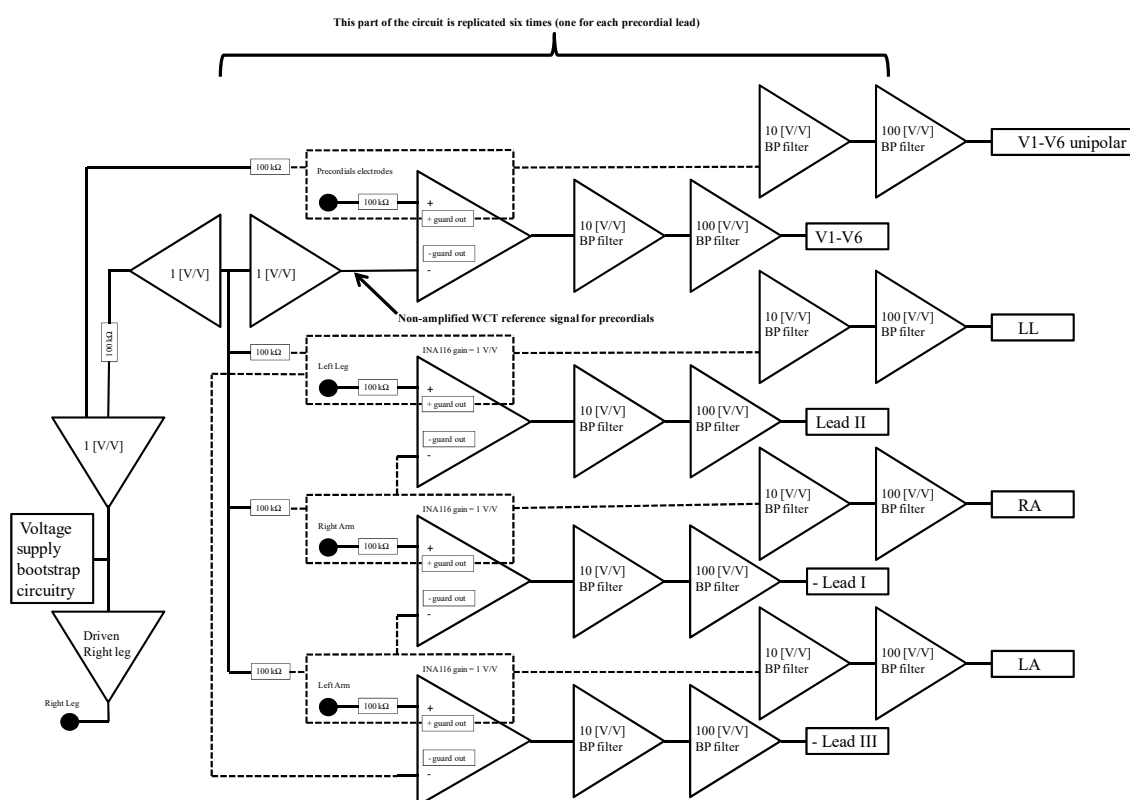 This part of the circuit is replicated six times (one for each precordial lead)
10 [V/V]
BP filter
100 [V/V]
BP filter
V1-V6 unipolar
100 kΩ
Precordials electrodes
100 kΩ
+
+ guard out
- guard out
-
10 [V/V]
BP filter
100 [V/V]
BP filter
V1-V6
1 [V/V]
1 [V/V]
Non-amplified WCT reference signal for precordials
10 [V/V]
BP filter
100 [V/V]
BP filter
LL
100 kΩ
100 kΩ
INA116 gain = 1 V/V
Left Leg
100 kΩ
+
+ guard out
- guard out
-
10 [V/V]
BP filter
100 [V/V]
BP filter
Lead II
1 [V/V]
10 [V/V]
BP filter
100 [V/V]
BP filter
RA
100 kΩ
INA116 gain = 1 V/V
Right Arm
100 kΩ
+
+ guard out
- guard out
-
10 [V/V]
BP filter
100 [V/V]
BP filter
- Lead I
Voltage
supply
bootstrap
circuitry
Driven
Right leg
Right Leg
10 [V/V]
BP filter
100 [V/V]
BP filter
LA
100 kΩ
INA116 gain = 1 V/V
Left Arm
100 kΩ
+
+ guard out
- guard out
-
10 [V/V]
BP filter
100 [V/V]
BP filter
- Lead III